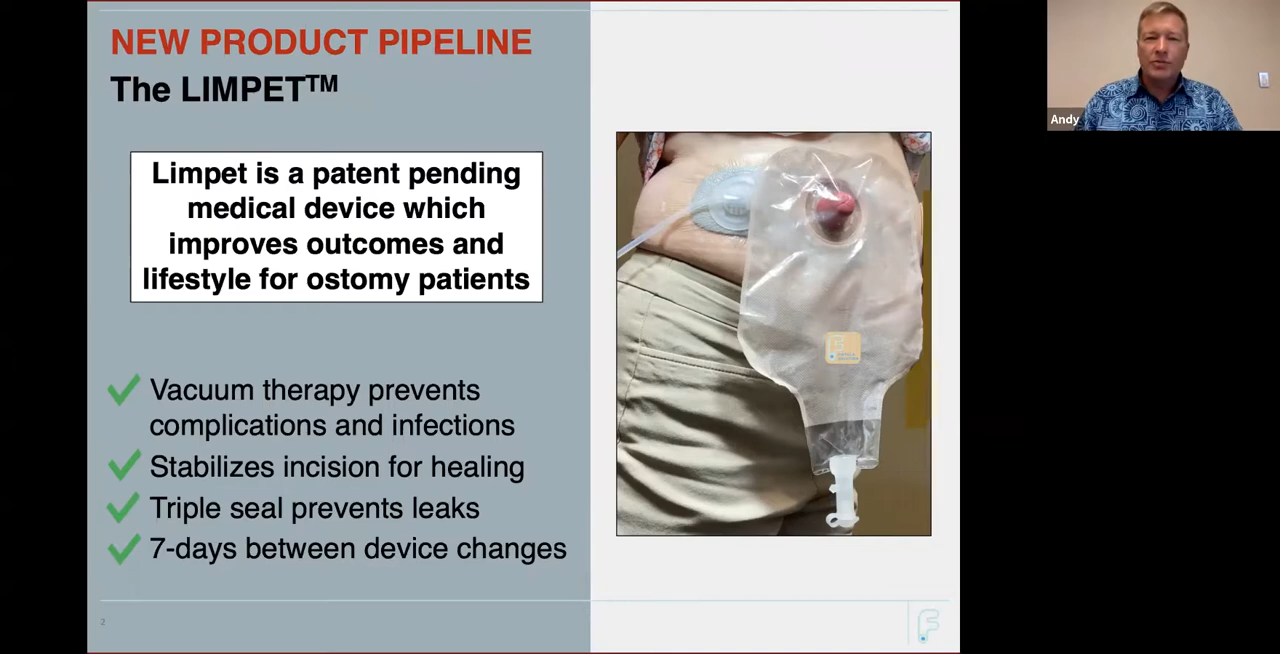 NEW PRODUCT PIPELINE
The LIMPET™
Limpet is a patent pending
medical device which
improves outcomes and
lifestyle for ostomy patients
Vacuum therapy prevents
complications and infections
Stabilizes incision for healing
Triple seal prevents leaks
7-days between device changes
2
Andy